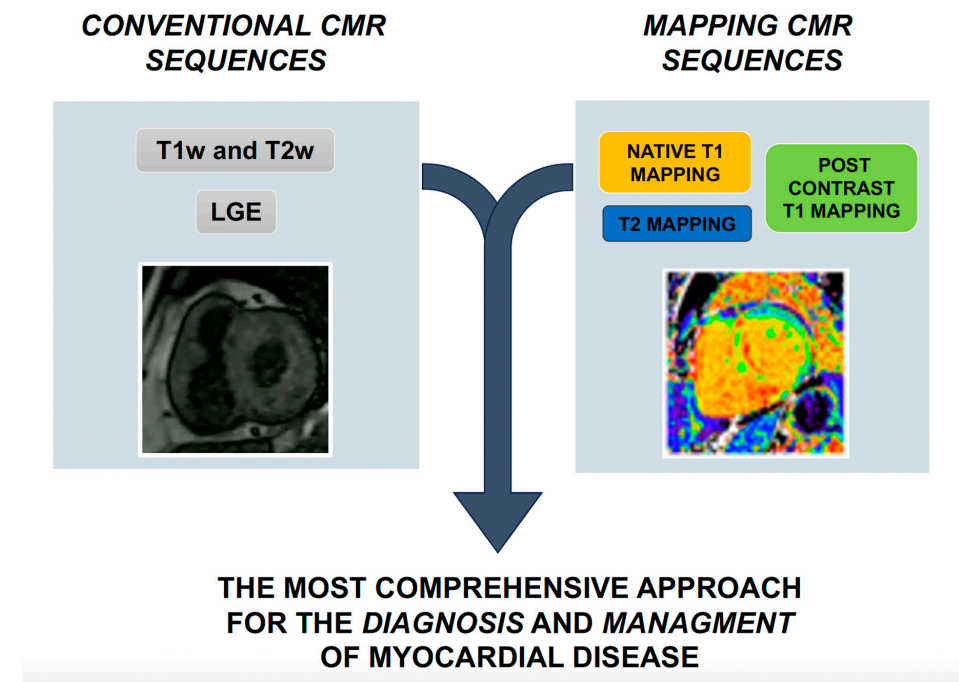 CONVENTIONAL CMR
SEQUENCES
T1w and T2w
LGE
MAPPING CMR
SEQUENCES
NATIVE T1
MAPPING
T2 MAPPING
POST
CONTRAST
T1 MAPPING
THE MOST COMPREHENSIVE APPROACH
FOR THE DIAGNOSIS AND MANAGMENT
OF MYOCARDIAL DISEASE